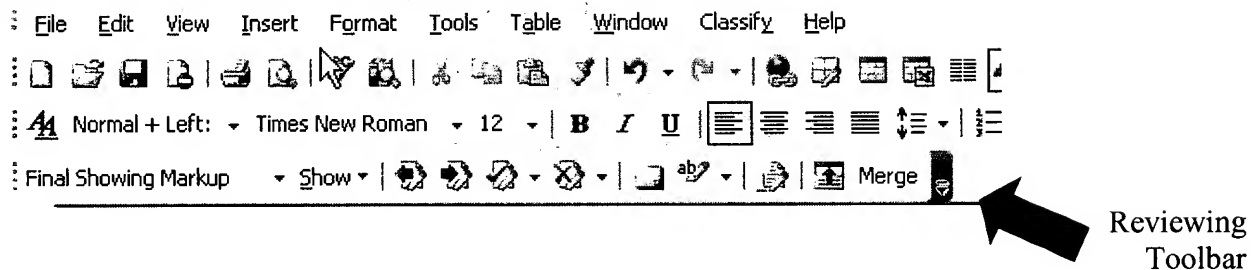 File Edit View Insert Format Tools Table Window Classify Help
Normal + Left: Times New Roman 12 B I U
Final Showing Markup Show Merge
Reviewing
Toolbar